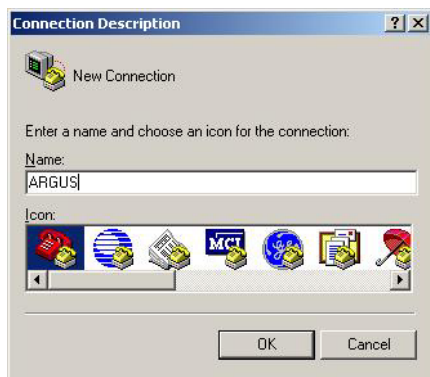 Connection Description
New Connection
Enter a name and choose an icon for the connection:
Name:
ARGUS
Icon:
MCI
OK Cancel